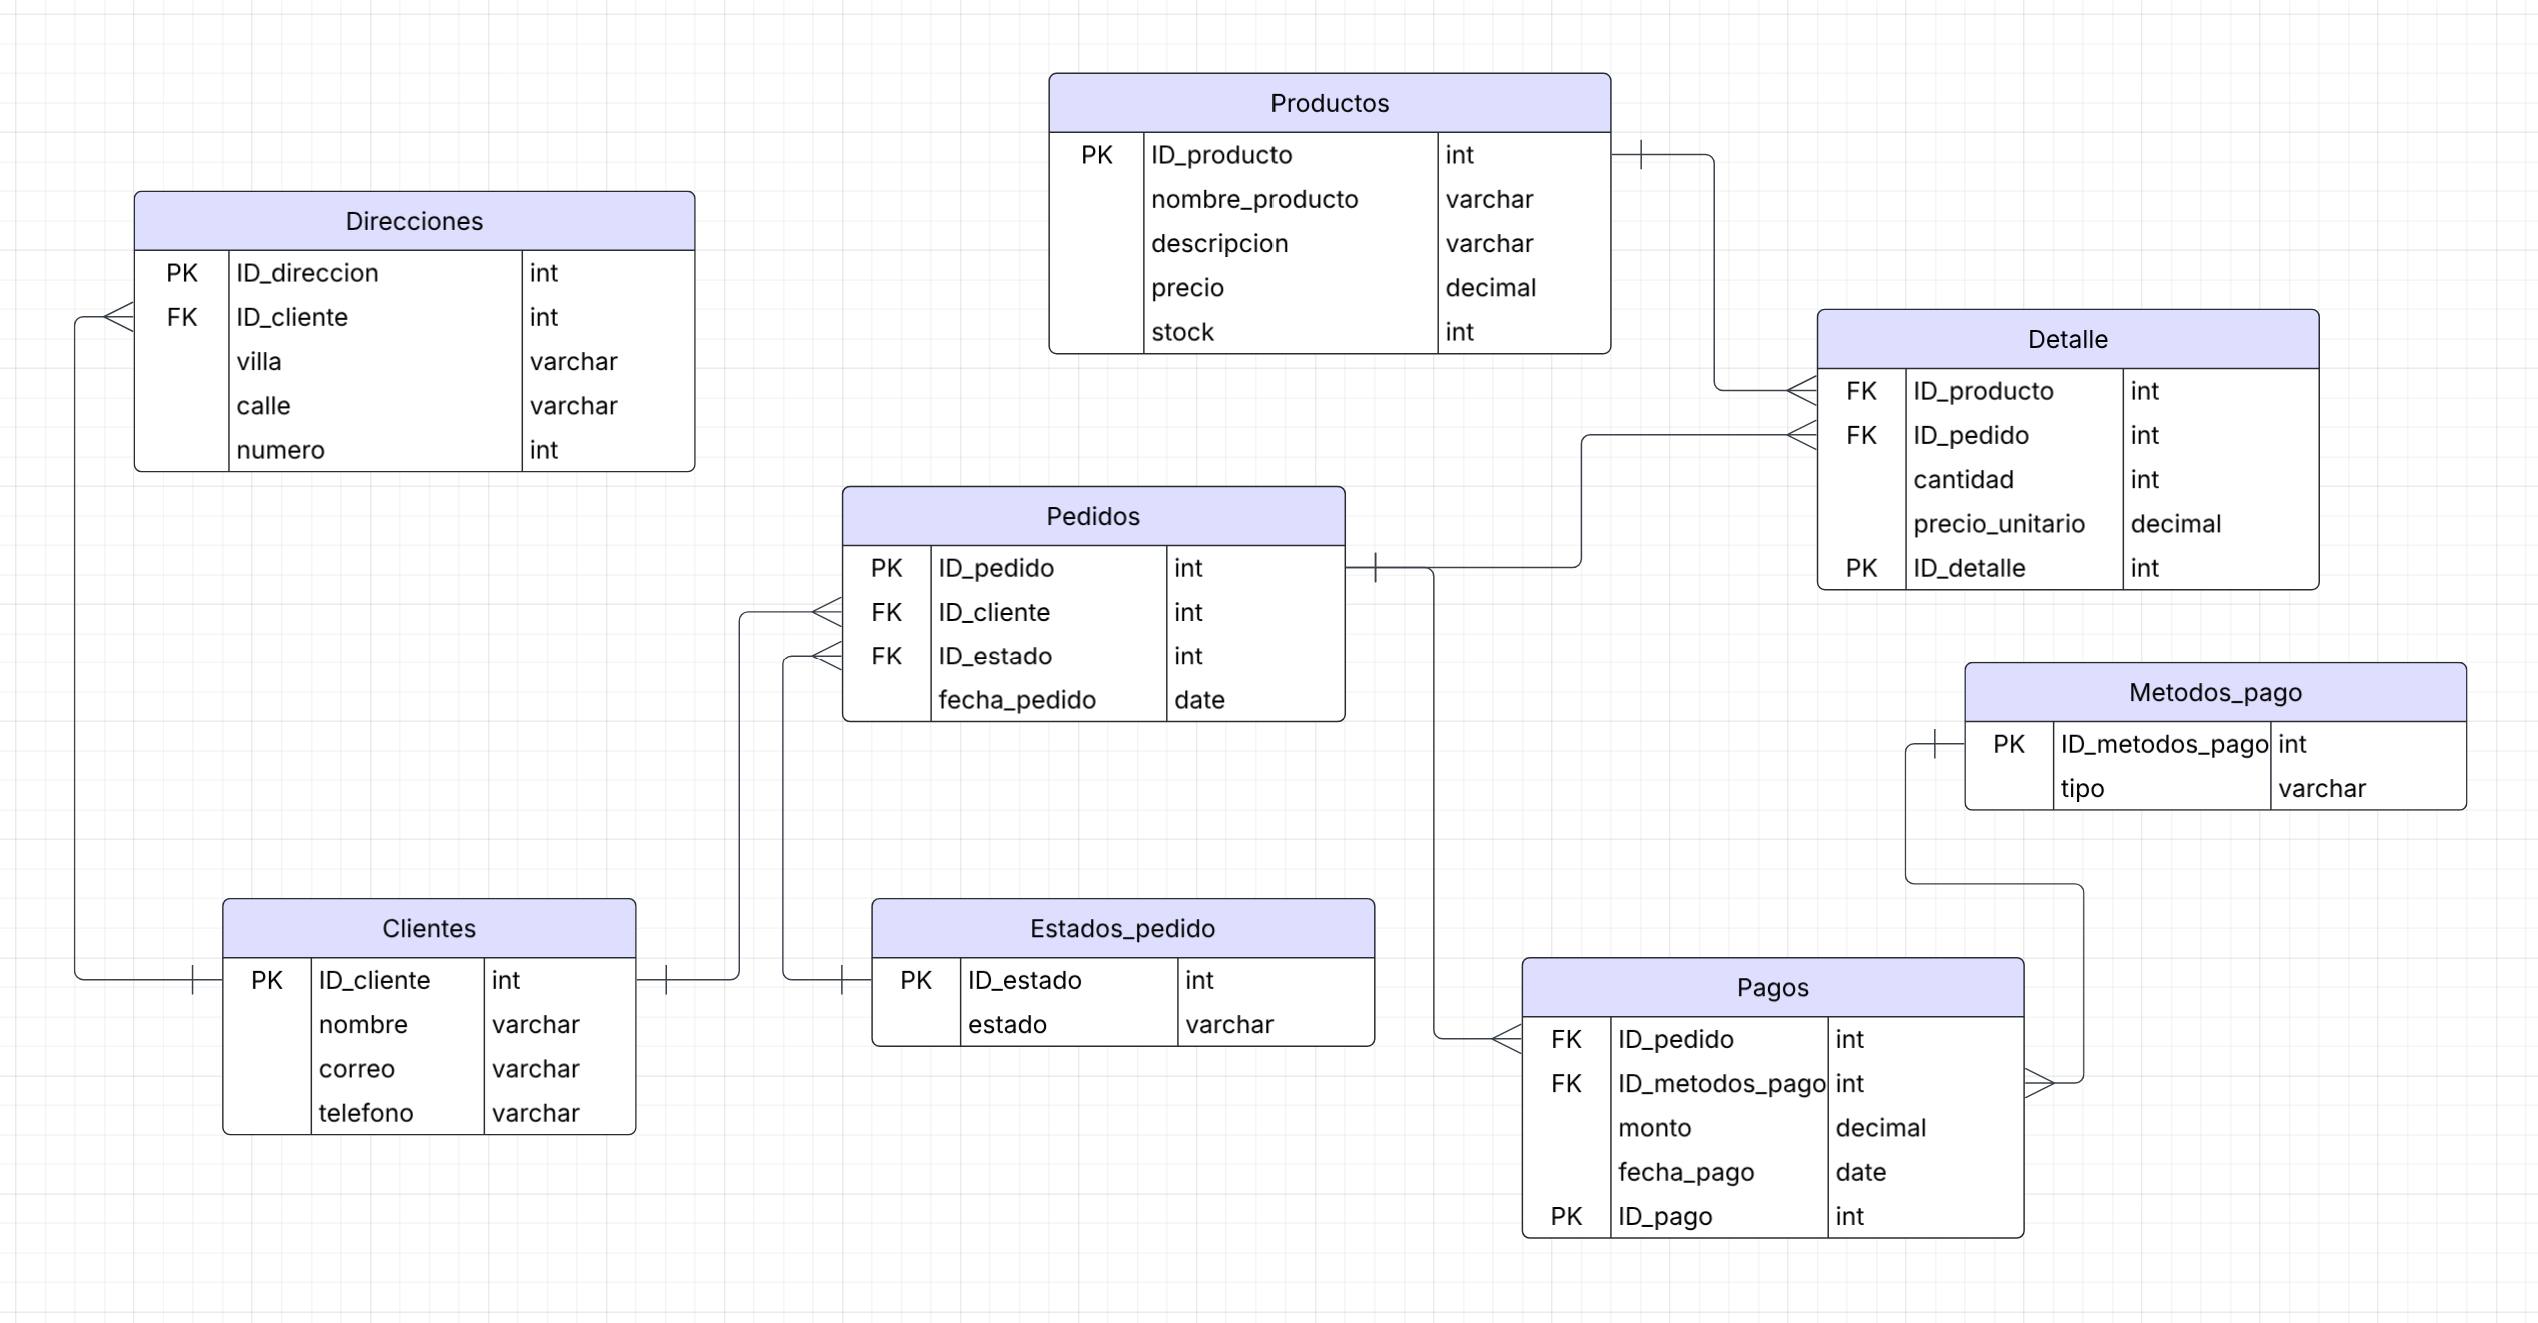 Productos
PK ID_producto int
nombre_producto varchar
descripcion varchar
precio decimal
stock int
Direcciones
PK ID_direccion int
FK ID_cliente int
villa varchar
calle varchar
numero int
Detalle
FK ID_producto int
FK ID_pedido int
cantidad int
precio_unitario decimal
PK ID_detalle int
Pedidos
PK ID_pedido int
FK ID_cliente int
FK ID_estado int
fecha_pedido date
Metodos_pago
PK ID_metodos_pago int
tipo varchar
Clientes
PK ID_cliente int
nombre varchar
correo varchar
telefono varchar
Estados_pedido
PK ID_estado int
estado varchar
Pagos
FK ID_pedido int
FK ID_metodos_pago int
monto decimal
fecha_pago date
PK ID_pago int